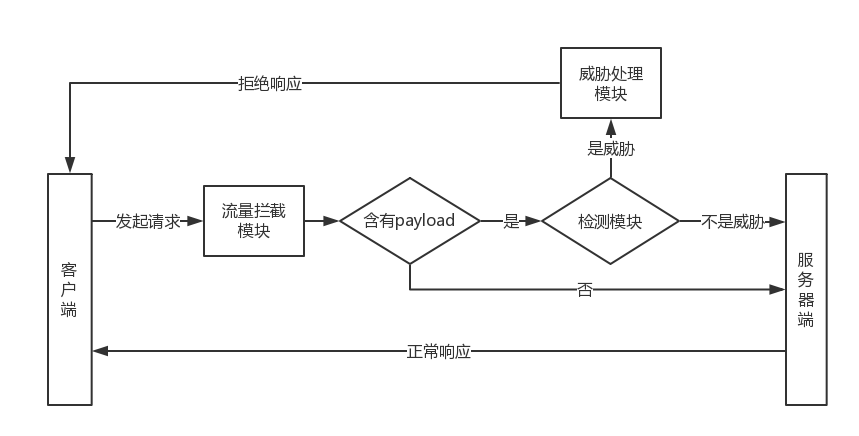 威胁处理
模块
拒绝响应
是威胁
发起请求
流量拦截
模块
含有payload
是
检测模块
不是威胁
客
户
端
服
务
器
端
否
正常响应